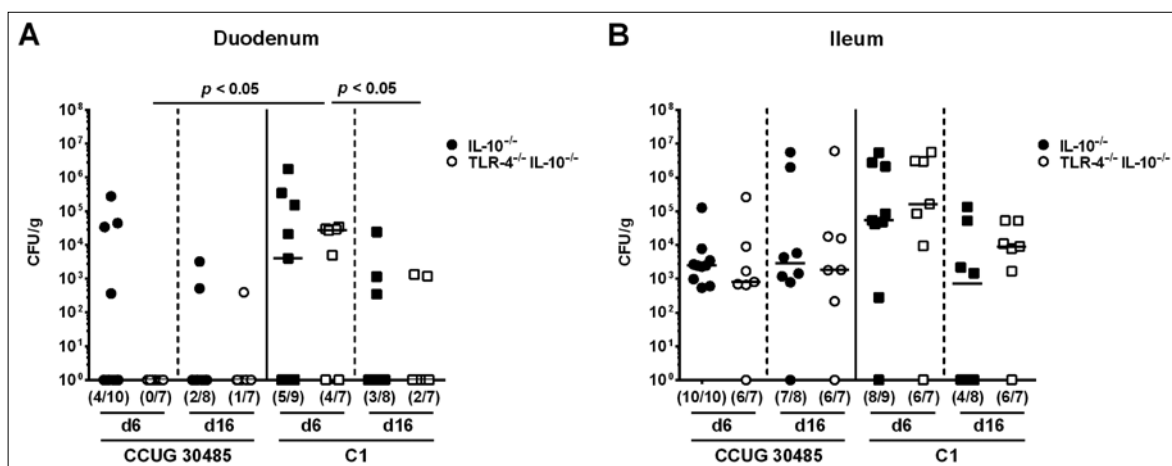 A
Duodenum
p < 0.05
p < 0.05
10⁸
10⁷
10⁶
10⁵
10⁴
10³
10²
10¹
10⁰
CFU/g
IL-10⁻/⁻
TLR-4⁻/⁻ IL-10⁻/⁻
(4/10) (0/7) (2/8) (1/7) (5/9) (4/7) (3/8) (2/7)
d6 d16 d6 d16
CCUG 30485 C1
B
Ileum
10⁸
10⁷
10⁶
10⁵
10⁴
10³
10²
10¹
10⁰
CFU/g
IL-10⁻/⁻
TLR-4⁻/⁻ IL-10⁻/⁻
(10/10) (6/7) (7/8) (6/7) (8/9) (6/7) (4/8) (6/7)
d6 d16 d6 d16
CCUG 30485 C1